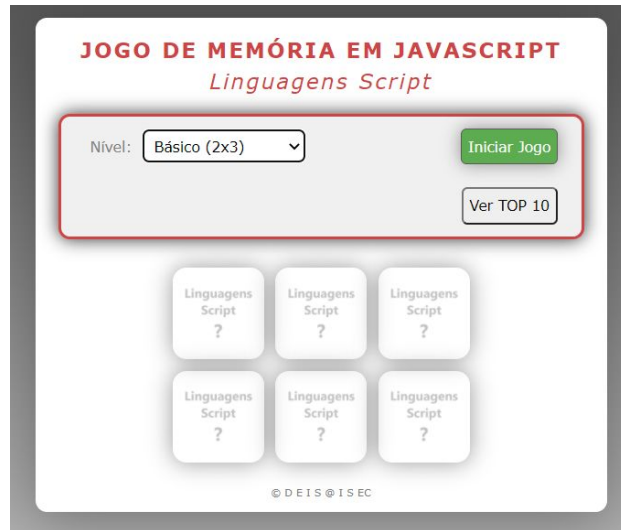 JOGO DE MEMÓRIA EM JAVASCRIPT
Linguagens Script
Nível: Básico (2x3) Iniciar Jogo
Ver TOP 10
Linguagens Linguagens Linguagens
Script Script Script
? ? ?
Linguagens Linguagens Linguagens
Script Script Script
? ? ?
© D E I S @ I S EC